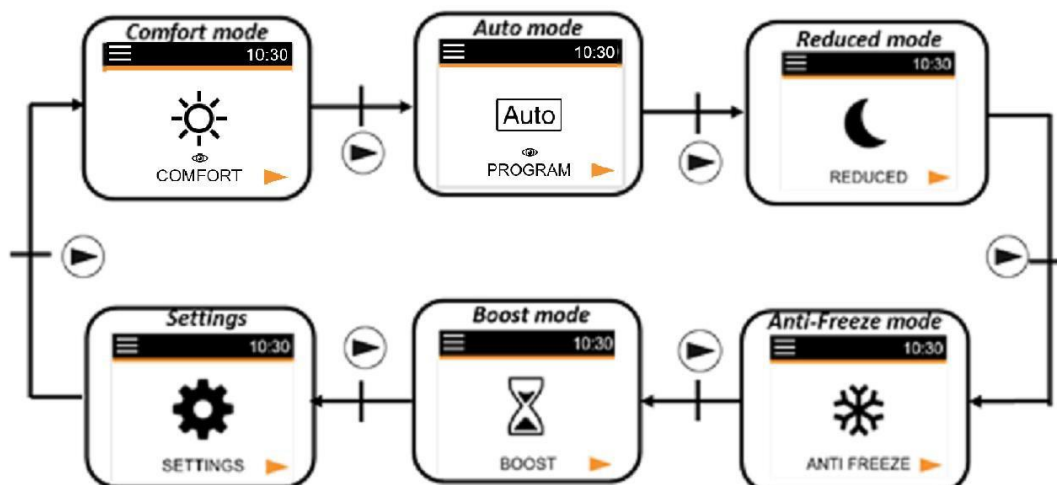 Comfort mode
10:30
COMFORT
Auto mode
10:30
Auto
PROGRAM
Reduced mode
10:30
REDUCED
Settings
10:30
SETTINGS
Boost mode
10:30
BOOST
Anti-Freeze mode
10:30
ANTI FREEZE